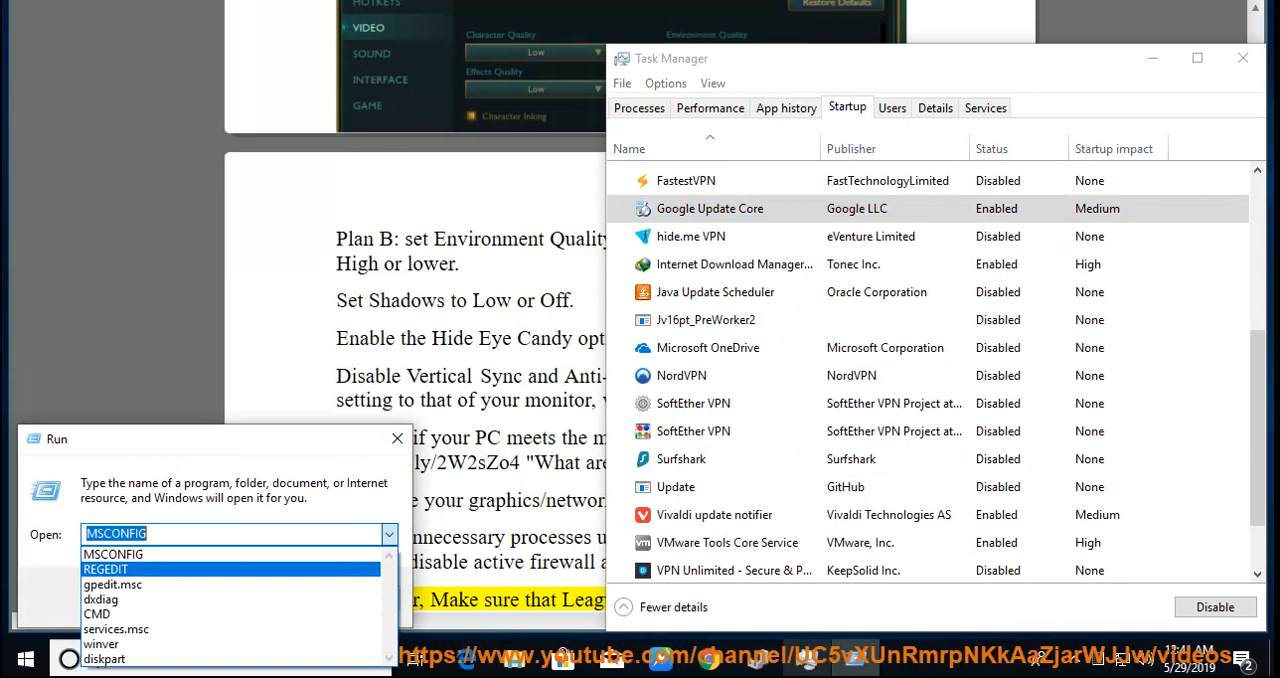 HOTKEYS
VIDEO
SOUND
INTERFACE
GAME
Character Quality
Low
Effects Quality
Low
Character Inking
Environment Quality
Restore Defaults
Plan B: set Environment Quality
High or lower.
Set Shadows to Low or Off.
Enable the Hide Eye Candy opt
Disable Vertical Sync and Anti-
setting to that of your monitor,
if your PC meets the m
ly/2W2sZo4 "What are
e your graphics/networ
nnecessary processes u
disable active firewall a
r, Make sure that Leag
Task Manager
File Options View
Processes Performance App history Startup Users Details Services
Name Publisher Status Startup impact
FastestVPN FastTechnologyLimited Disabled None
Google Update Core Google LLC Enabled Medium
hide.me VPN eVenture Limited Disabled None
Internet Download Manager... Tonec Inc. Enabled High
Java Update Scheduler Oracle Corporation Disabled None
Jv16pt_PreWorker2 Disabled None
Microsoft OneDrive Microsoft Corporation Disabled None
NordVPN NordVPN Disabled None
SoftEther VPN SoftEther VPN Project at... Disabled None
SoftEther VPN SoftEther VPN Project at... Disabled None
Surfshark Surfshark Disabled None
Update GitHub Disabled None
Vivaldi update notifier Vivaldi Technologies AS Enabled Medium
VMware Tools Core Service VMware, Inc. Enabled High
VPN Unlimited - Secure & P... KeepSolid Inc. Disabled None
Fewer details
Disable
Run
Type the name of a program, folder, document, or Internet
resource, and Windows will open it for you.
Open: MSCONFIG
MSCONFIG
REGEDIT
gpedit.msc
dxdiag
CMD
services.msc
winver
diskpart
https://www.youtube.com/channel/UC5vXUnRmrpNKkAaZjarWJHw/videos
12:41 AM
5/29/2019
2